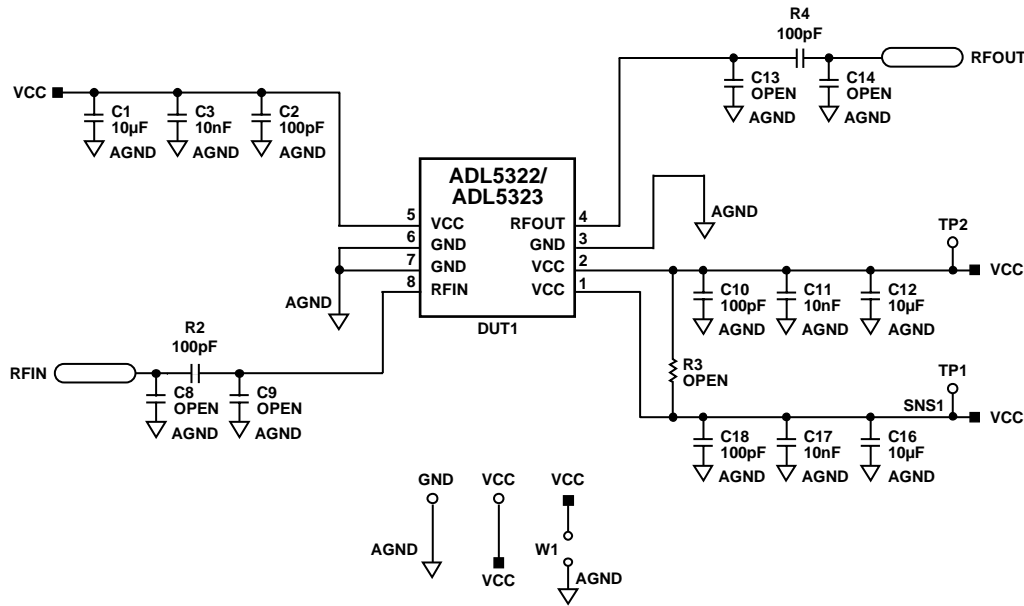 R4
100pF
RFOUT
C13
OPEN
AGND
C14
OPEN
AGND
VCC
C1
10µF
AGND
C3
10nF
AGND
C2
100pF
AGND
ADL5322/
ADL5323
5 VCC
6 GND
7 GND
8 RFIN
RFOUT 4
GND 3
VCC 2
VCC 1
DUT1
AGND
AGND
TP2
VCC
C10
100pF
AGND
C11
10nF
AGND
C12
10µF
AGND
R2
100pF
RFIN
C8
OPEN
AGND
C9
OPEN
AGND
R3
OPEN
TP1
SNS1
VCC
C18
100pF
AGND
C17
10nF
AGND
C16
10µF
AGND
GND
AGND
VCC
VCC
VCC
W1
AGND